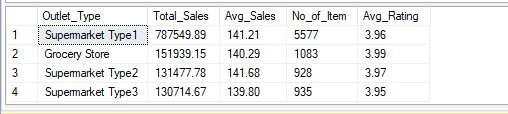 Outlet_Type Total_Sales Avg_Sales No_of_Item Avg_Rating
1 Supermarket Type1 787549.89 141.21 5577 3.96
2 Grocery Store 151939.15 140.29 1083 3.99
3 Supermarket Type2 131477.78 141.68 928 3.97
4 Supermarket Type3 130714.67 139.80 935 3.95